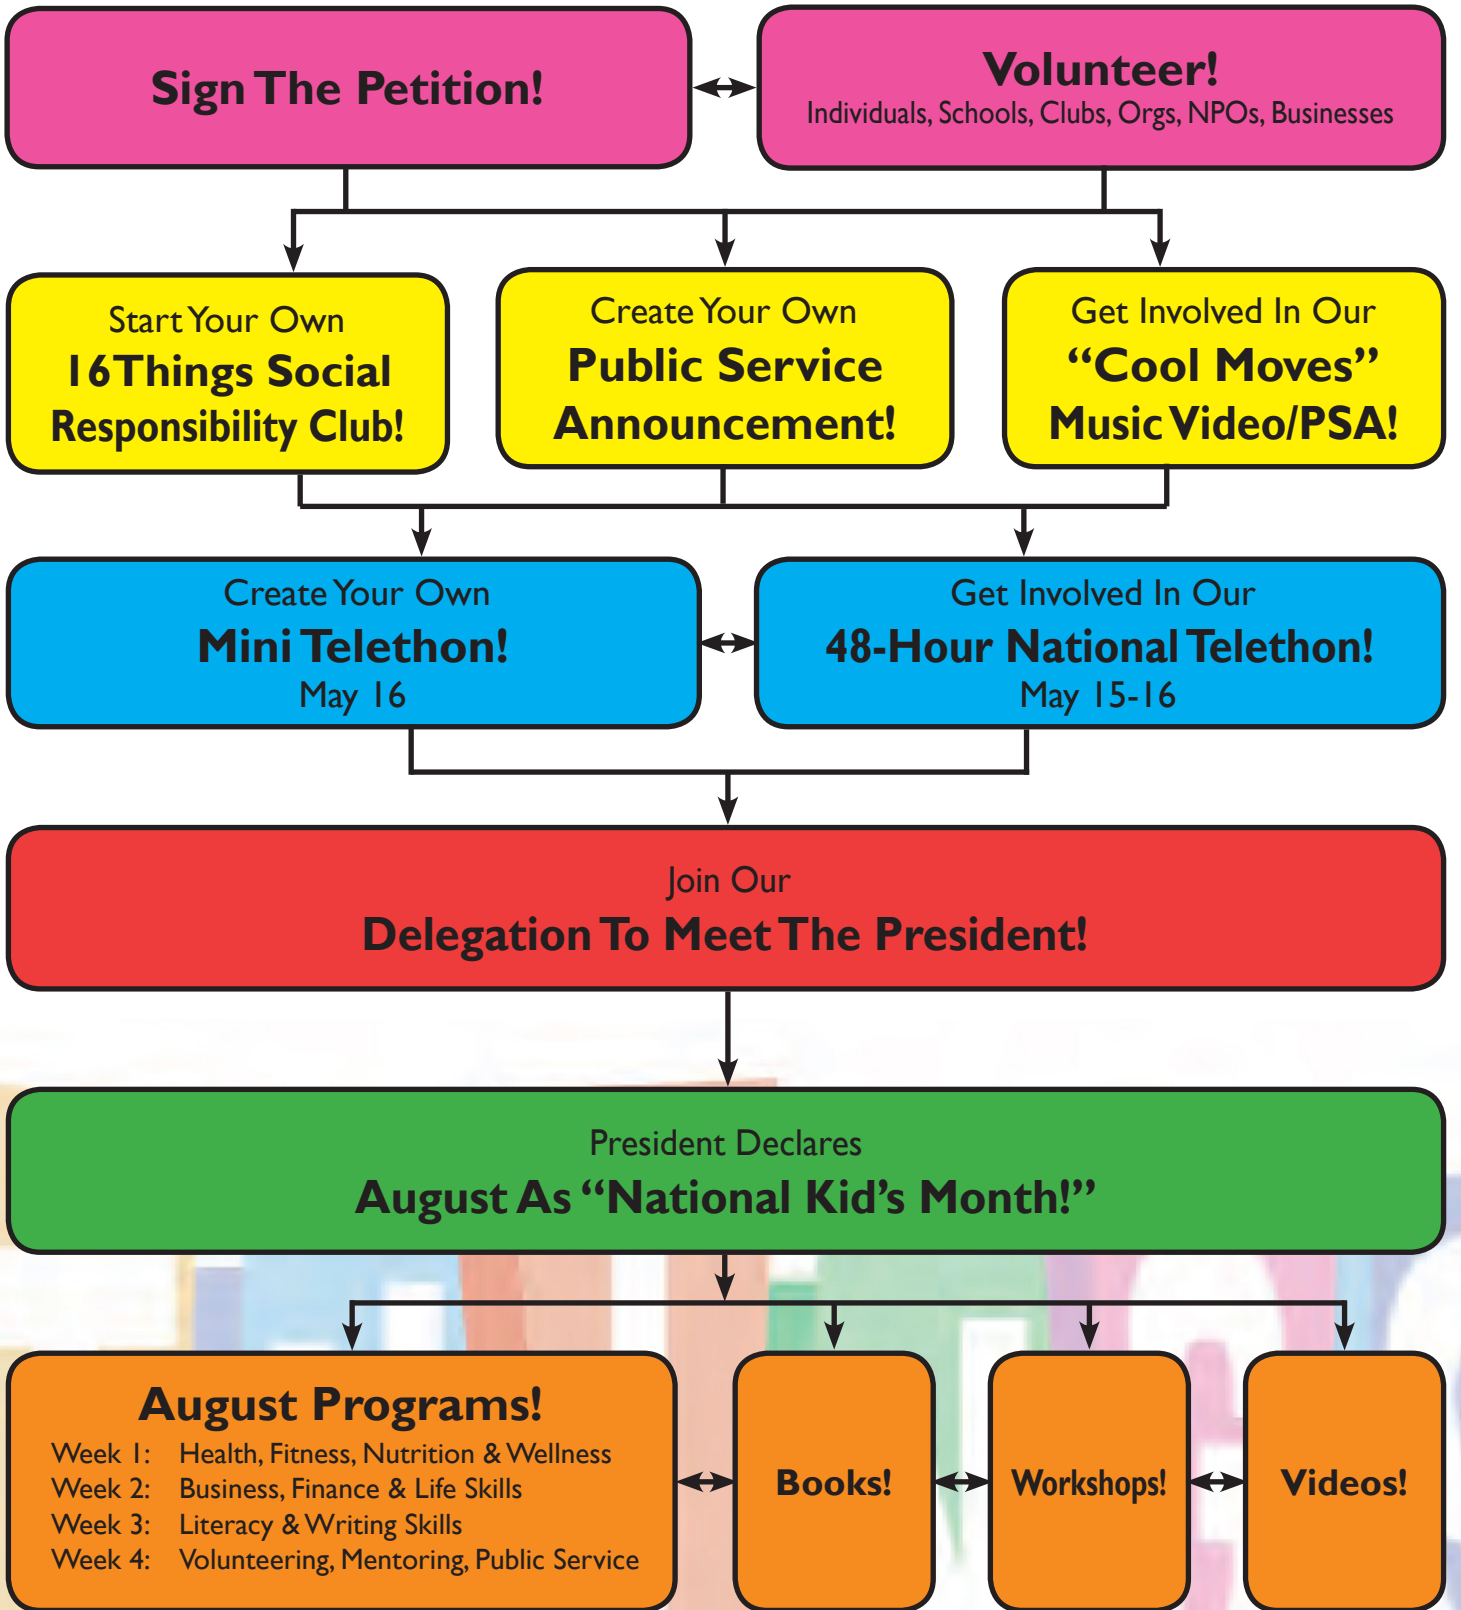 Sign The Petition!
Volunteer!
Individuals, Schools, Clubs, Orgs, NPOs, Businesses
Start Your Own
16 Things Social
Responsibility Club!
Create Your Own
Public Service
Announcement!
Get Involved In Our
“Cool Moves”
Music Video/PSA!
Create Your Own
Mini Telethon!
May 16
Get Involved In Our
48-Hour National Telethon!
May 15-16
Join Our
Delegation To Meet The President!
President Declares
August As “National Kid’s Month!”
August Programs!
Week 1: Health, Fitness, Nutrition & Wellness
Week 2: Business, Finance & Life Skills
Week 3: Literacy & Writing Skills
Week 4: Volunteering, Mentoring, Public Service
Books!
Workshops!
Videos!